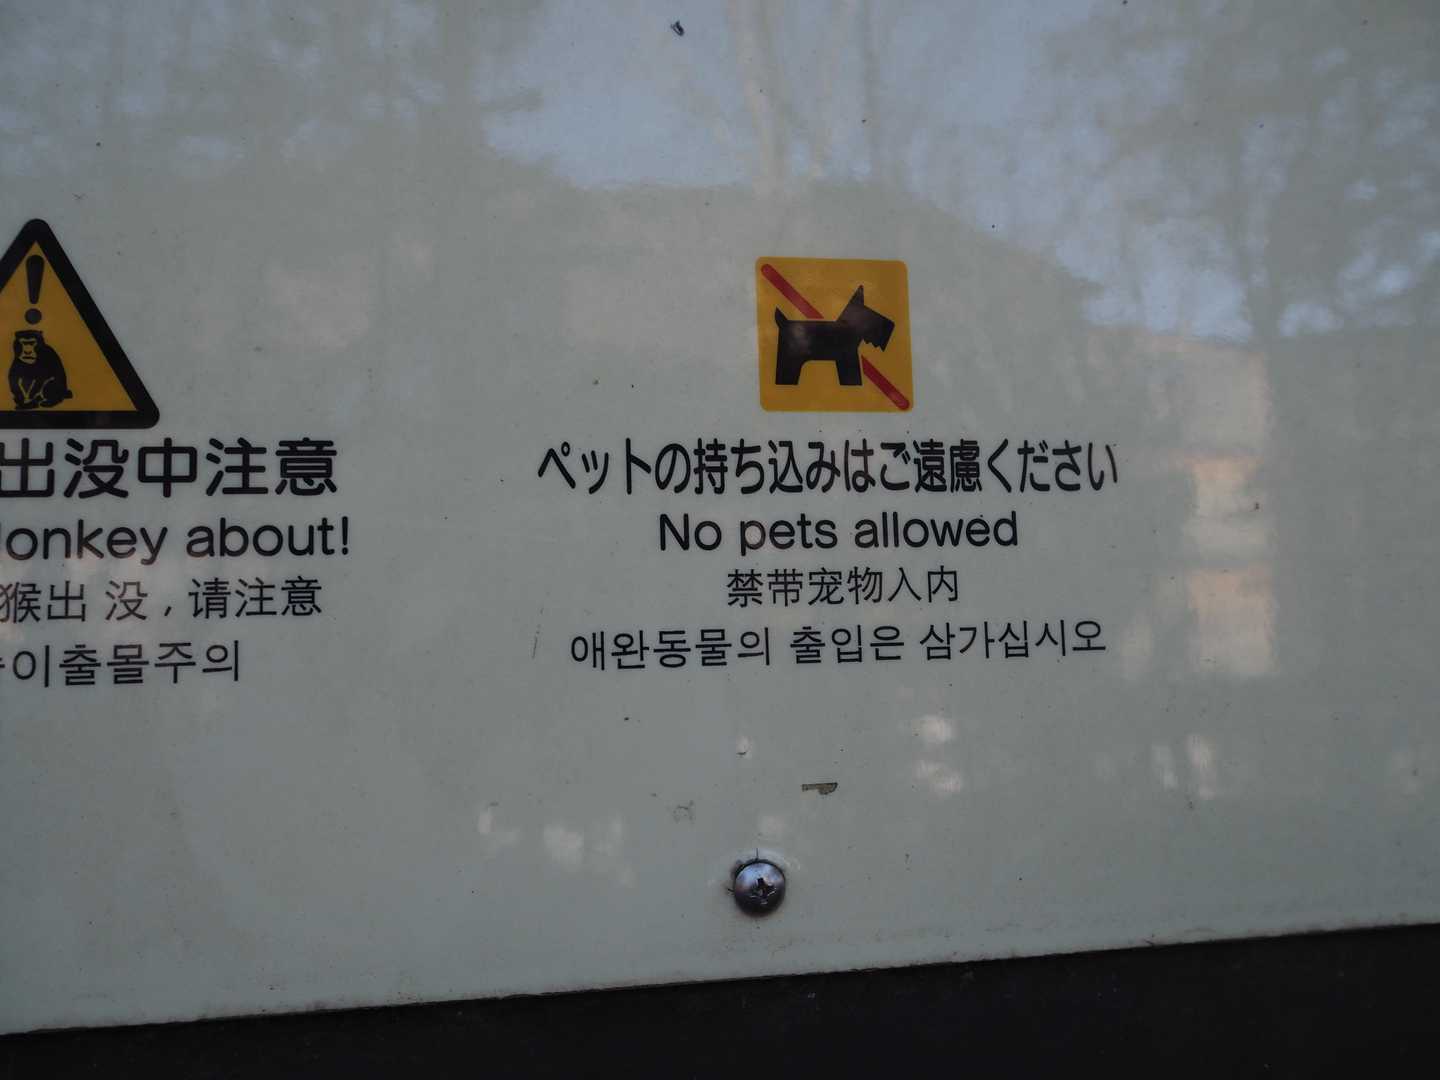 出没中注意
onkey about!
猴出没，请注意
이출몰주의
ペットの持ち込みはご遠慮ください
No pets allowed
禁带宠物入内
애완동물의 출입은 삼가십시오